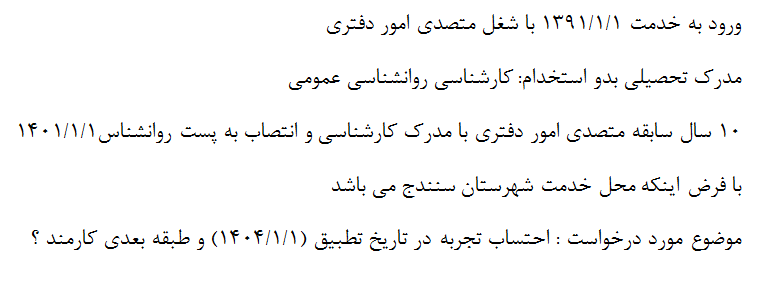 ورود به خدمت ۱۳۹۱/۱/۱ با شغل متصدی امور دفتری
مدرک تحصیلی بدو استخدام: کارشناسی روانشناسی عمومی
۱۰ سال سابقه متصدی امور دفتری با مدرک کارشناسی و انتصاب به پست روانشناس۱۴۰۱/۱/۱
با فرض اینکه محل خدمت شهرستان سنندج می باشد
موضوع مورد درخواست : احتساب تجربه در تاریخ تطبیق (۱۴۰۴/۱/۱) و طبقه بعدی کارمند ؟